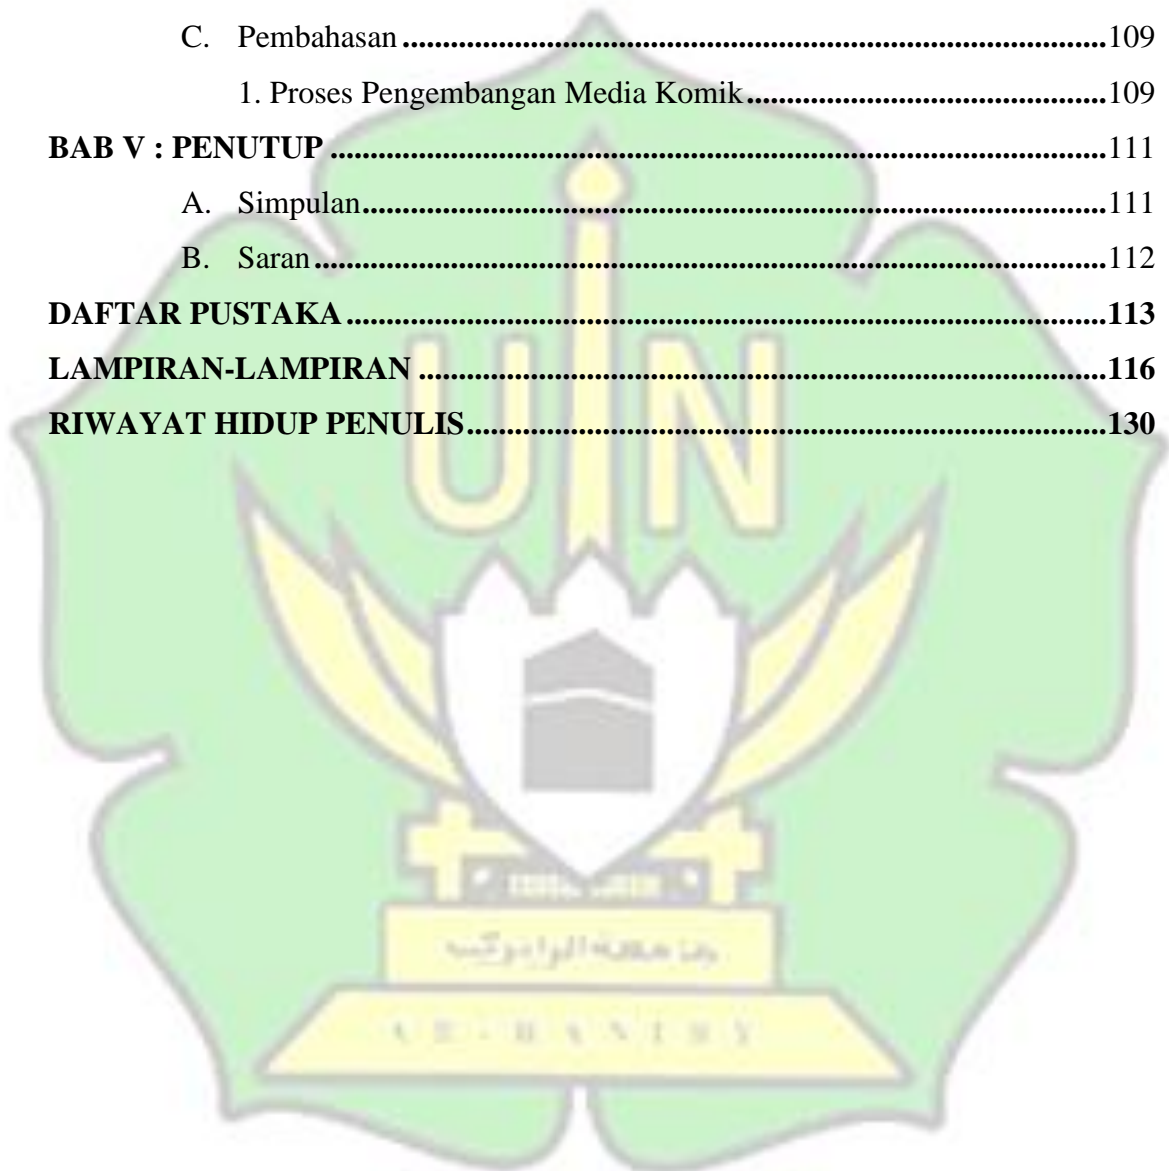 C. Pembahasan ........................................................................109
1. Proses Pengembangan Media Komik ........................................................................109
BAB V : PENUTUP ........................................................................111
A. Simpulan ........................................................................111
B. Saran ........................................................................112
DAFTAR PUSTAKA ........................................................................113
LAMPIRAN-LAMPIRAN ........................................................................116
RIWAYAT HIDUP PENULIS ........................................................................130
UIN